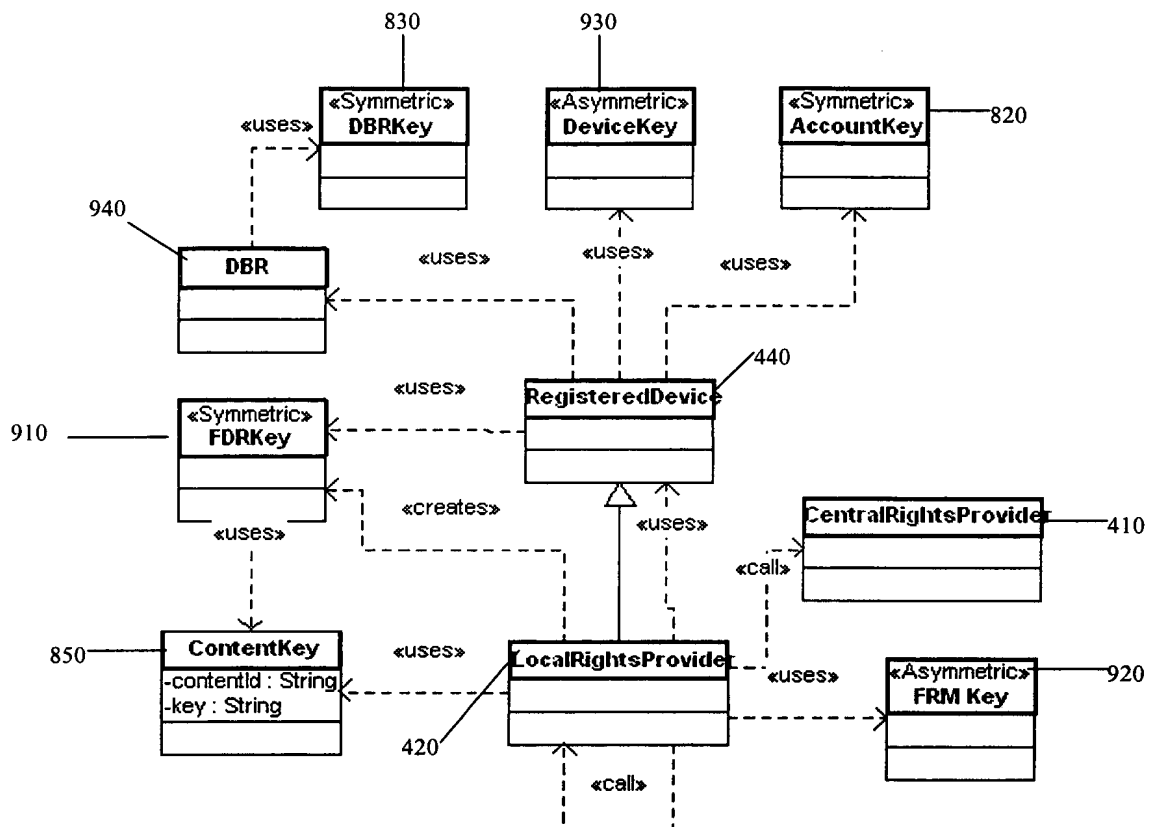 830
930
«Symmetric»
DBRKey
«Asymmetric»
DeviceKey
«Symmetric»
AccountKey
820
«uses»
940
DBR
«uses»
«uses»
«uses»
440
RegisteredDevice
«uses»
910
«Symmetric»
FDRKey
«creates»
«uses»
«uses»
CentralRightsProvider
410
«call»
850
ContentKey
-contentId : String
-key : String
«uses»
LocalRightsProvider
«uses»
«Asymmetric»
FRM Key
920
420
«call»